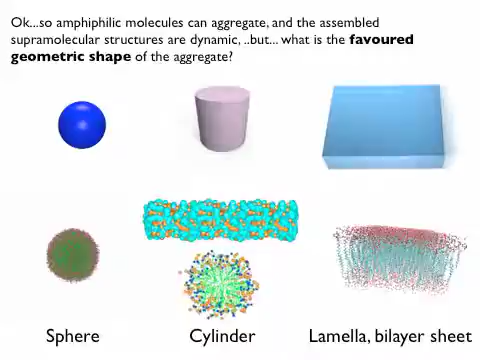 Ok...so amphiphilic molecules can aggregate, and the assembled
supramolecular structures are dynamic, ..but... what is the favoured
geometric shape of the aggregate?
Sphere
Cylinder
Lamella, bilayer sheet